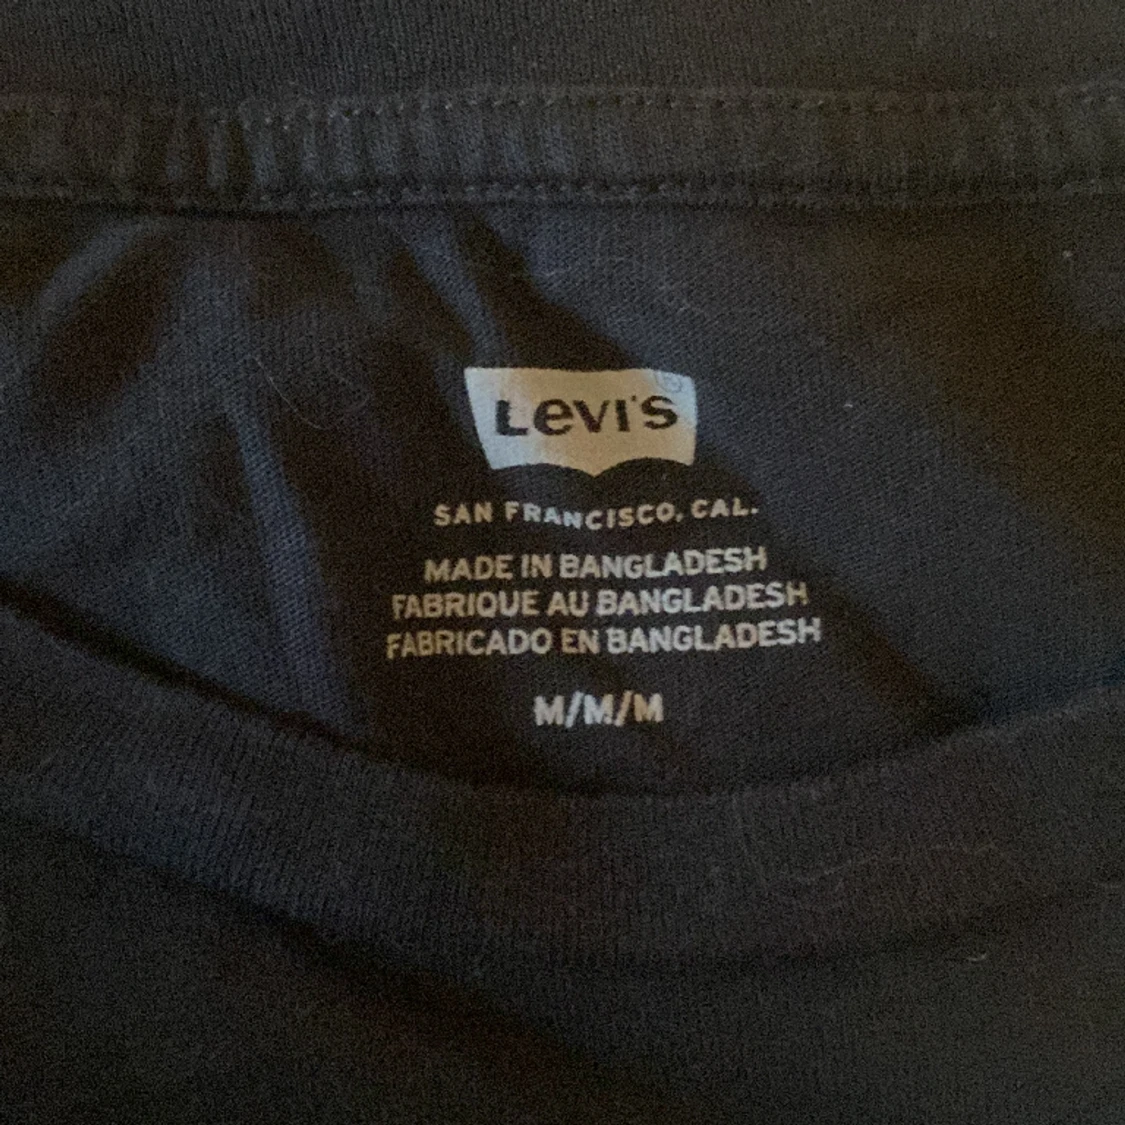 LEVI'S®
SAN FRANCISCO, CAL.
MADE IN BANGLADESH
FABRIQUE AU BANGLADESH
FABRICADO EN BANGLADESH
M/M/M